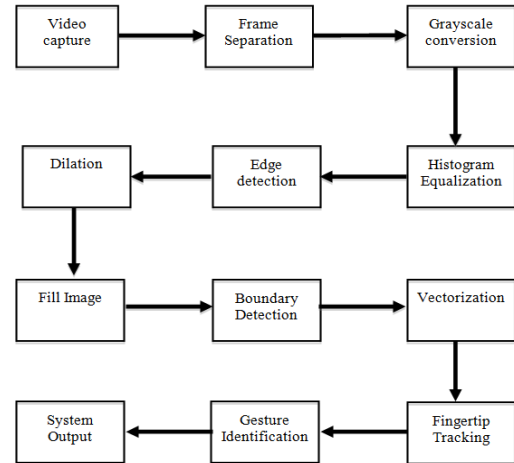 Video
capture
Frame
Separation
Grayscale
conversion
Histogram
Equalization
Edge
detection
Dilation
Fill Image
Boundary
Detection
Vectorization
Fingertip
Tracking
Gesture
Identification
System
Output